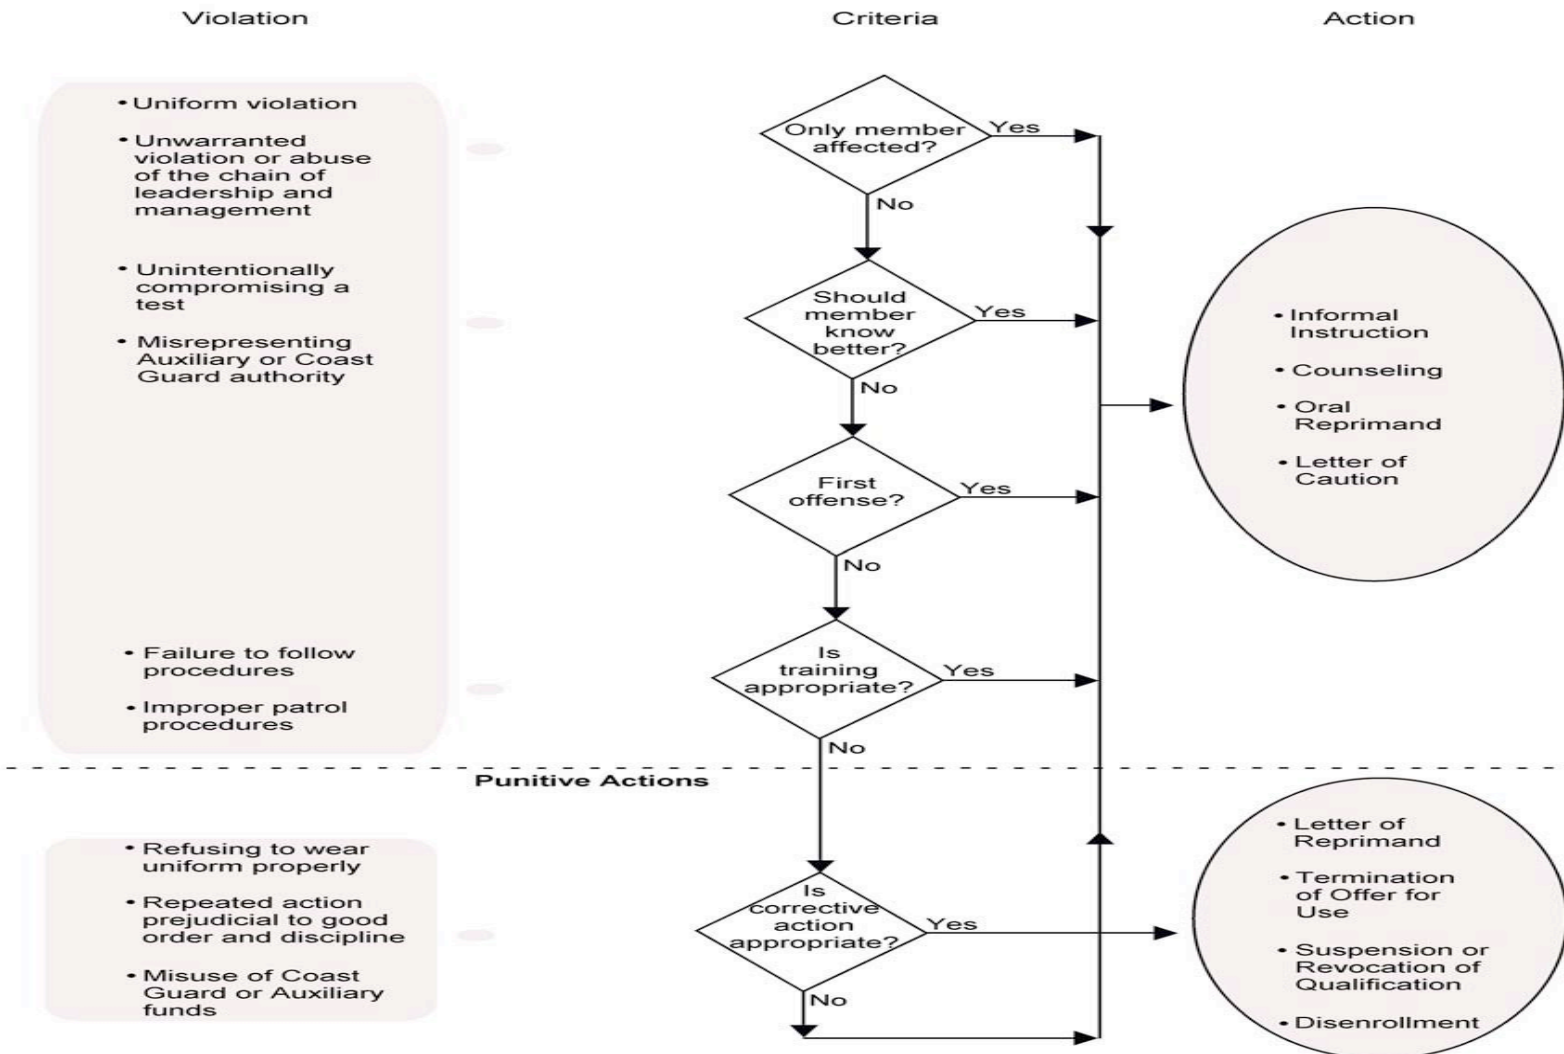 Violation
Criteria
Action
• Uniform violation
• Unwarranted
violation or abuse
of the chain of
leadership and
management
• Unintentionally
compromising a
test
• Misrepresenting
Auxiliary or Coast
Guard authority
• Failure to follow
procedures
• Improper patrol
procedures
Only member
affected?
Yes
No
Should
member
know
better?
Yes
No
First
offense?
Yes
No
Is
training
appropriate?
Yes
No
• Informal
Instruction
• Counseling
• Oral
Reprimand
• Letter of
Caution
Punitive Actions
• Refusing to wear
uniform properly
• Repeated action
prejudicial to good
order and discipline
• Misuse of Coast
Guard or Auxiliary
funds
Is
corrective
action
appropriate?
Yes
No
• Letter of
Reprimand
• Termination
of Offer for
Use
• Suspension or
Revocation of
Qualification
• Disenrollment